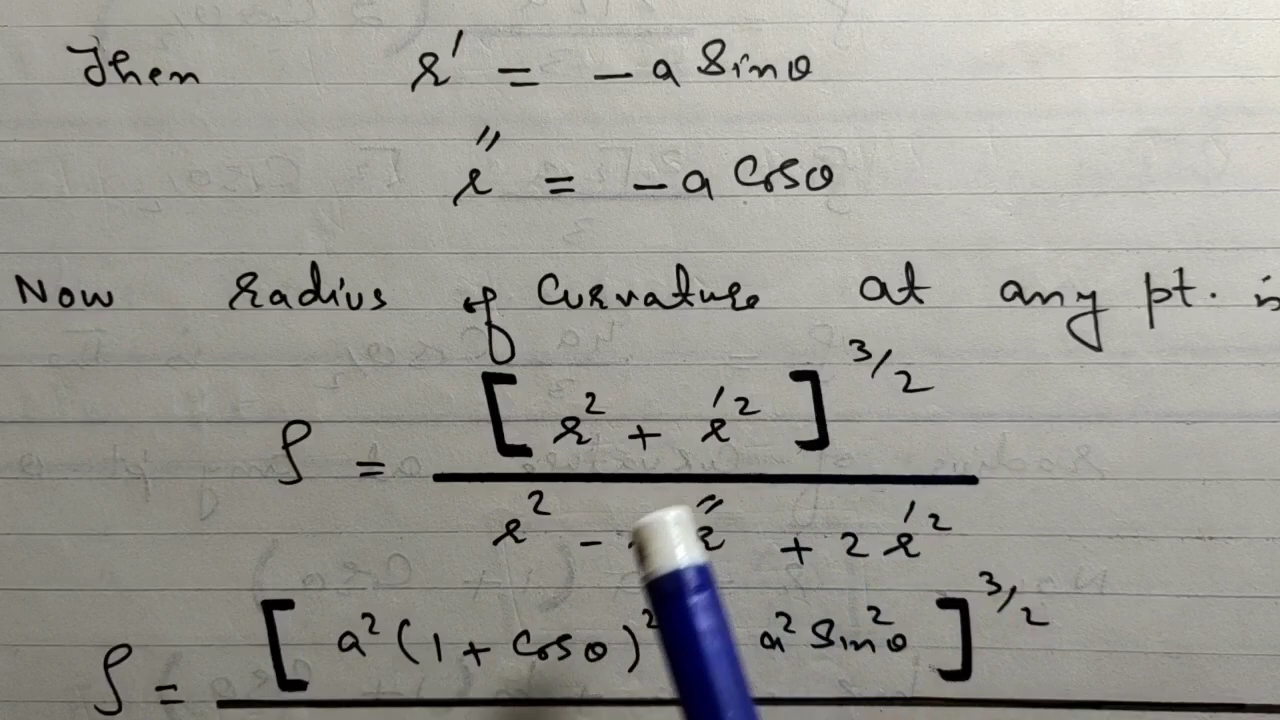 Then r' = - a Sinθ
r'' = - a Cosθ
Now radius of Curvature at any pt. is
ρ = [ r² + r'² ]^3/2
r² - r'' + 2 r'²
ρ = [ a² (1 + Cosθ)² a² Sin²θ ]^3/2